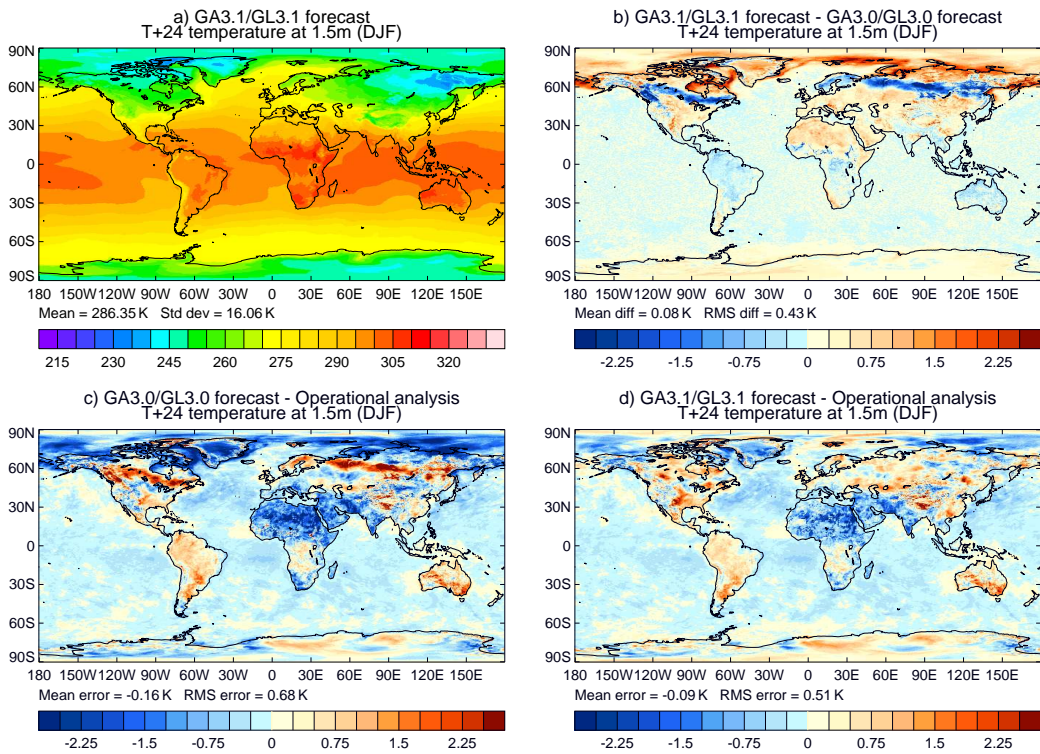 a) GA3.1/GL3.1 forecast
T+24 temperature at 1.5m (DJF)
90N
60N
30N
0
30S
60S
90S
180 150W 120W 90W 60W 30W 0 30E 60E 90E 120E 150E
Mean = 286.35 K Std dev = 16.06 K
215 230 245 260 275 290 305 320
b) GA3.1/GL3.1 forecast - GA3.0/GL3.0 forecast
T+24 temperature at 1.5m (DJF)
90N
60N
30N
0
30S
60S
90S
180 150W 120W 90W 60W 30W 0 30E 60E 90E 120E 150E
Mean diff = 0.08 K RMS diff = 0.43 K
-2.25 -1.5 -0.75 0 0.75 1.5 2.25
c) GA3.0/GL3.0 forecast - Operational analysis
T+24 temperature at 1.5m (DJF)
90N
60N
30N
0
30S
60S
90S
180 150W 120W 90W 60W 30W 0 30E 60E 90E 120E 150E
Mean error = -0.16 K RMS error = 0.68 K
-2.25 -1.5 -0.75 0 0.75 1.5 2.25
d) GA3.1/GL3.1 forecast - Operational analysis
T+24 temperature at 1.5m (DJF)
90N
60N
30N
0
30S
60S
90S
180 150W 120W 90W 60W 30W 0 30E 60E 90E 120E 150E
Mean error = -0.09 K RMS error = 0.51 K
-2.25 -1.5 -0.75 0 0.75 1.5 2.25